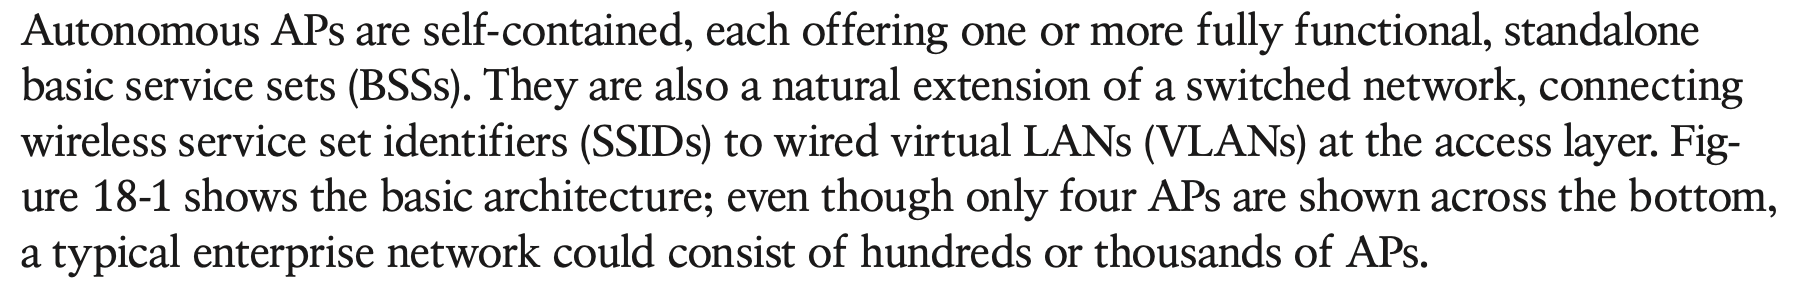 Autonomous APs are self-contained, each offering one or more fully functional, standalone
basic service sets (BSSs). They are also a natural extension of a switched network, connecting
wireless service set identifiers (SSIDs) to wired virtual LANs (VLANs) at the access layer. Fig-
ure 18-1 shows the basic architecture; even though only four APs are shown across the bottom,
a typical enterprise network could consist of hundreds or thousands of APs.